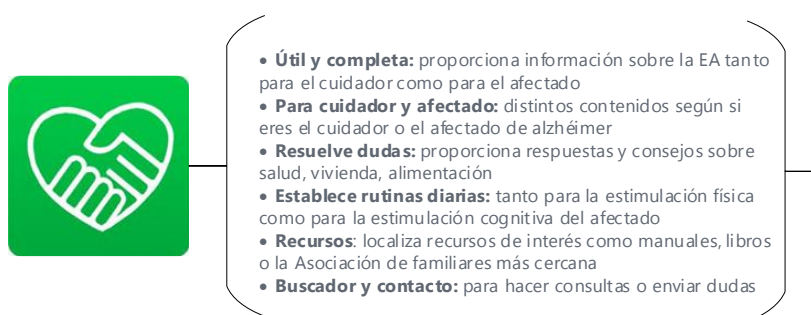 • Útil y completa: proporciona información sobre la EA tanto
para el cuidador como para el afectado
• Para cuidador y afectado: distintos contenidos según si
eres el cuidador o el afectado de alzhéimer
• Resuelve dudas: proporciona respuestas y consejos sobre
salud, vivienda, alimentación
• Establece rutinas diarias: tanto para la estimulación física
como para la estimulación cognitiva del afectado
• Recursos: localiza recursos de interés como manuales, libros
o la Asociación de familiares más cercana
• Buscador y contacto: para hacer consultas o enviar dudas